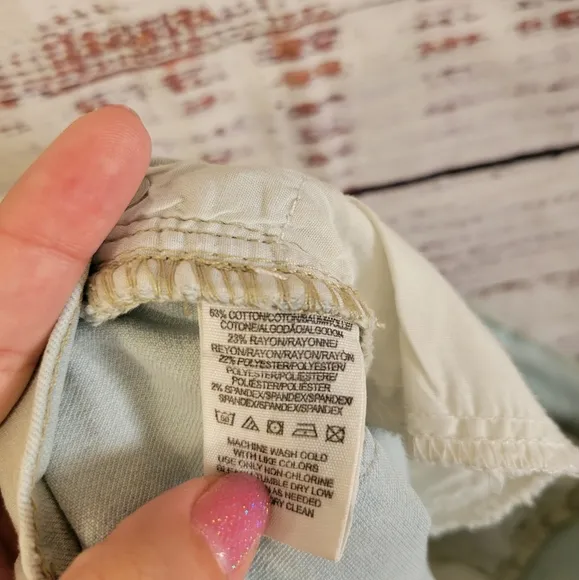 53% COTTON/COTON/BAUMWOLLE/
COTONE/ALGODÃO/ALGODON
23% RAYON/RAYONNE/
REYON/RAYON/RAYON/RAYÓN
22% POLYESTER/
POLYESTER/POLIESTERE/
POLIÉSTER/POLIÉSTER
2% SPANDEX/SPANDEX/SPANDEX/
SPANDEX/SPANDEX/SPANDEX
MACHINE WASH COLD
WITH LIKE COLORS
USE ONLY NON-CHLORINE
TUMBLE DRY LOW
AS NEEDED
DRY CLEAN